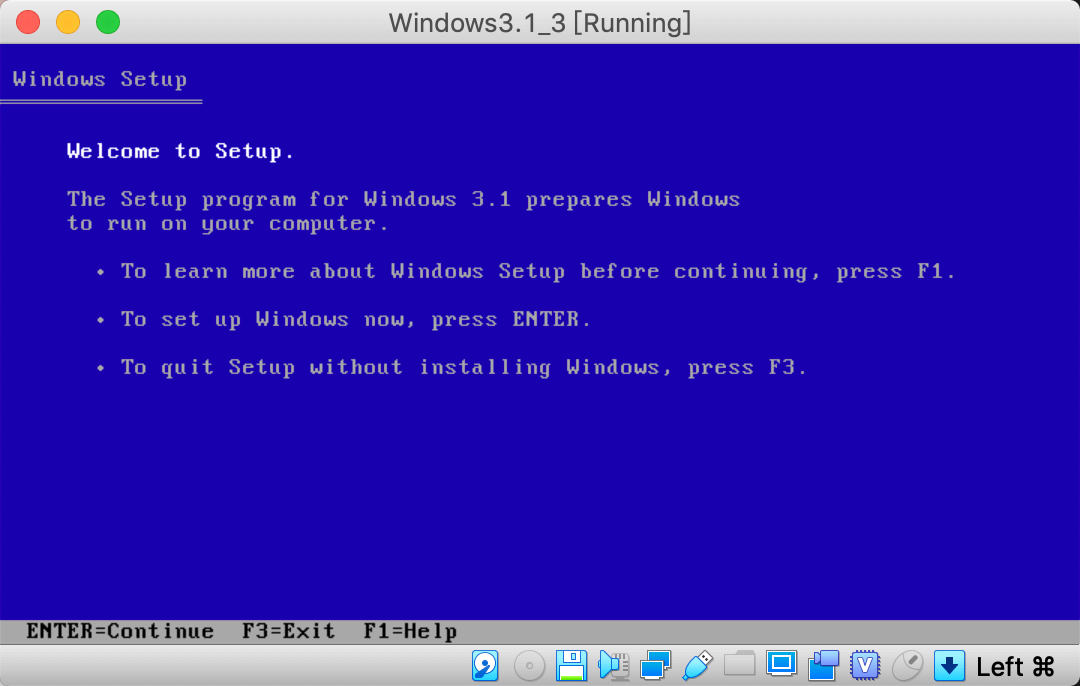 Windows3.1_3 [Running]
Windows Setup
Welcome to Setup.
The Setup program for Windows 3.1 prepares Windows
to run on your computer.
• To learn more about Windows Setup before continuing, press F1.
• To set up Windows now, press ENTER.
• To quit Setup without installing Windows, press F3.
ENTER=Continue F3=Exit F1=Help
V Left ⌘